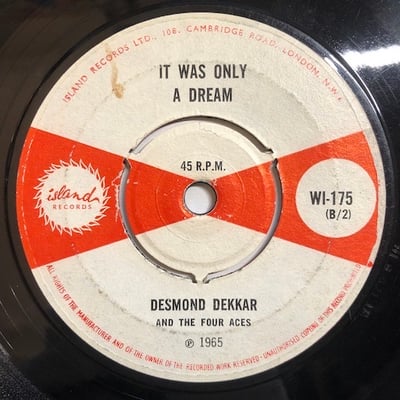 ISLAND RECORDS LTD., 108, CAMBRIDGE ROAD, LONDON, N.W.6
IT WAS ONLY
A DREAM
45 R.P.M.
island
RECORDS
WI-175
(B/2)
DESMOND DEKKAR
AND THE FOUR ACES
℗ 1965
ALL RIGHTS OF THE MANUFACTURER AND OF THE OWNER OF THE RECORDED WORK RESERVED — UNAUTHORISED COPYING OF THIS RECORD PROHIBITED